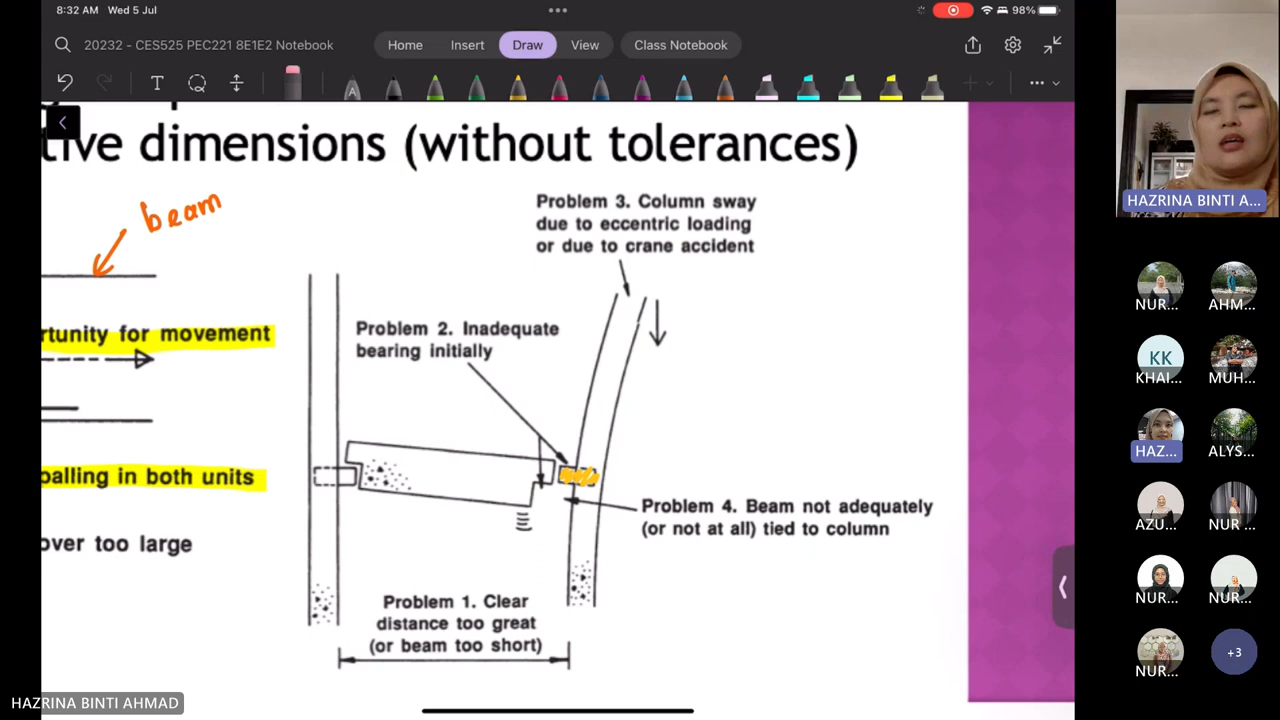 8:32 AM Wed 5 Jul
98%
20232 - CES525 PEC221 8E1E2 Notebook
Home
Insert
Draw
View
Class Notebook
tive dimensions (without tolerances)
beam
Problem 3. Column sway
due to eccentric loading
or due to crane accident
rtunity for movement
Problem 2. Inadequate
bearing initially
palling in both units
Problem 4. Beam not adequately
(or not at all) tied to column
over too large
Problem 1. Clear
distance too great
(or beam too short)
HAZRINA BINTI AHMAD
HAZRINA BINTI A...
NUR...
AHM...
KK
KHAI...
MUH...
HAZ...
ALYS...
AZU...
NUR ...
NUR...
NUR...
NUR...
+3